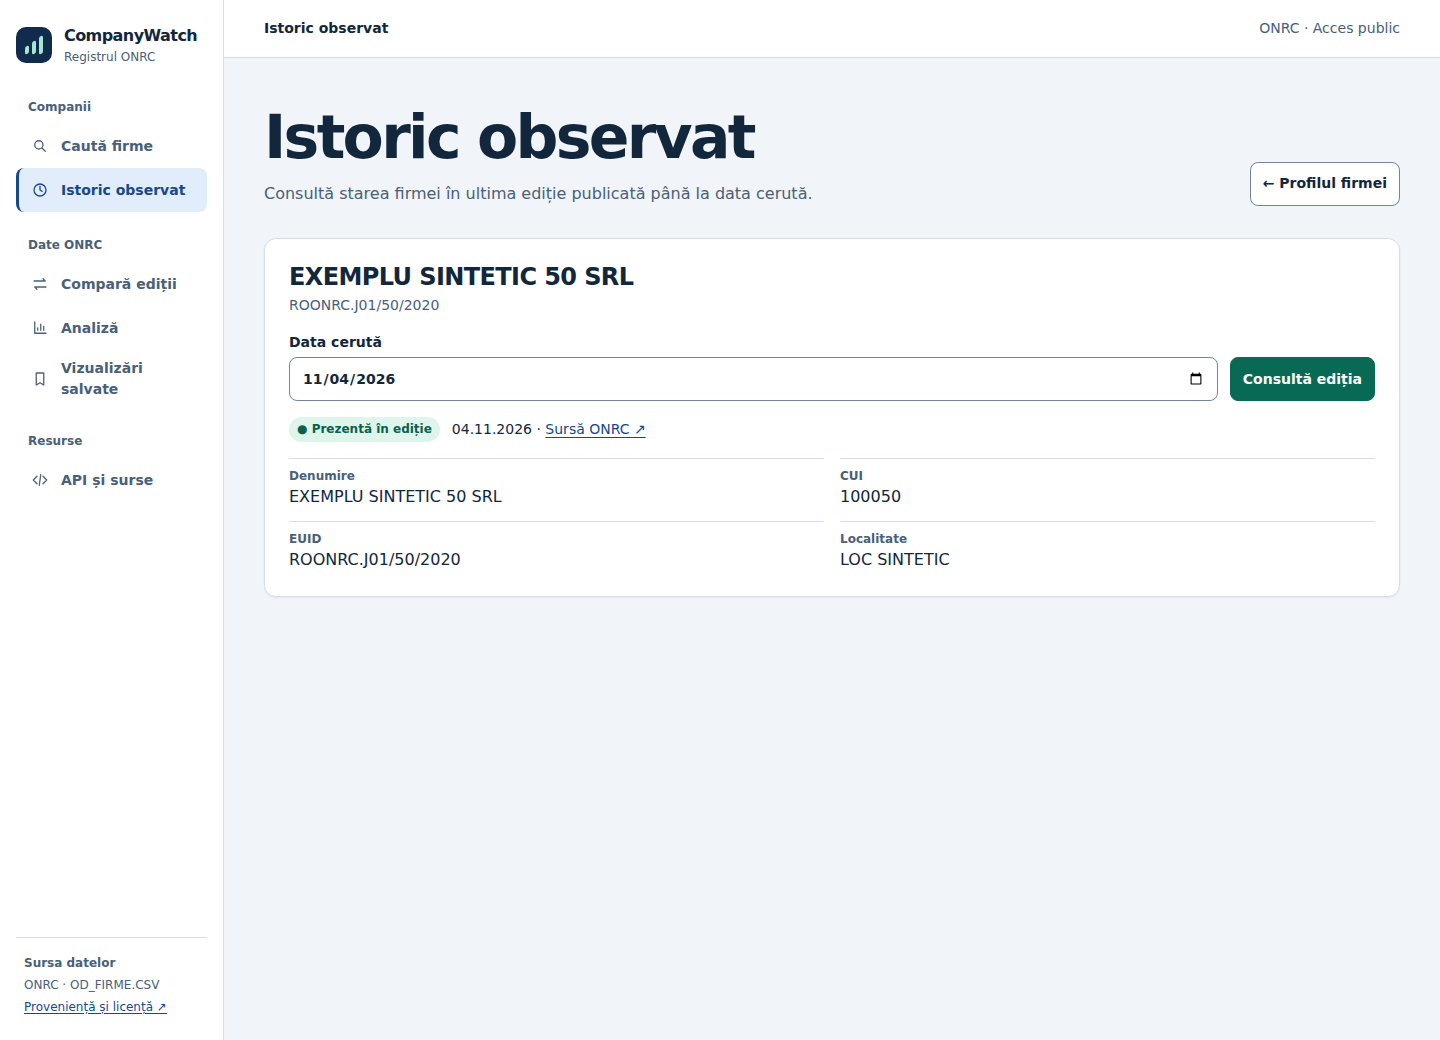 CompanyWatch
Registrul ONRC
Companii
Caută firme
Istoric observat
Date ONRC
Compară ediții
Analiză
Vizualizări
salvate
Resurse
API și surse
Sursa datelor
ONRC · OD_FIRME.CSV
Proveniență și licență ↗
Istoric observat
ONRC · Acces public
Istoric observat
Consultă starea firmei în ultima ediție publicată până la data cerută.
← Profilul firmei
EXEMPLU SINTETIC 50 SRL
ROONRC.J01/50/2020
Data cerută
11/04/2026
Consultă ediția
● Prezentă în ediție
04.11.2026 · Sursă ONRC ↗
Denumire
EXEMPLU SINTETIC 50 SRL
CUI
100050
EUID
ROONRC.J01/50/2020
Localitate
LOC SINTETIC